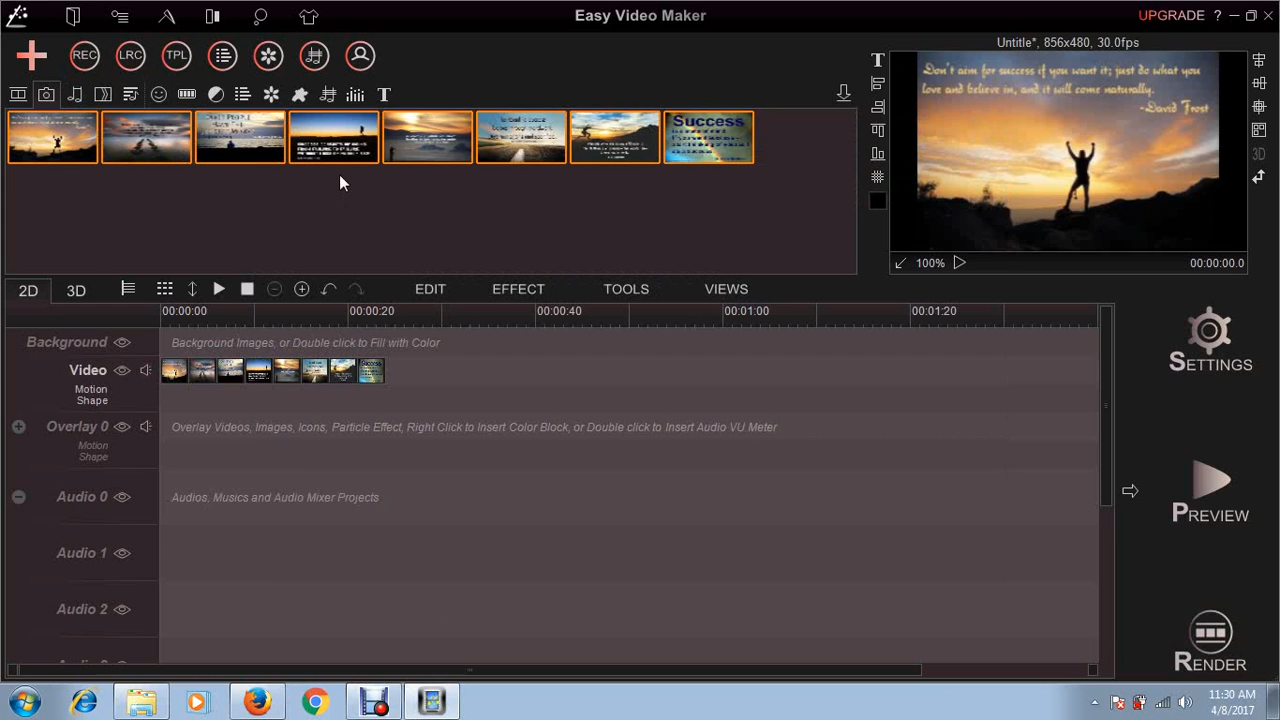 Easy Video Maker
UPGRADE ?
REC LRC TPL
Untitle*, 856x480, 30.0fps
T
T
3D
Success
Don't aim for success if you want it; just do what you
love and believe in, and it will come naturally.
-David Frost
100%
00:00:00.0
2D 3D EDIT EFFECT TOOLS VIEWS
00:00:00 00:00:20 00:00:40 00:01:00 00:01:20
Background Background Images, or Double click to Fill with Color
Video
Motion
Shape
Overlay 0 Overlay Videos, Images, Icons, Particle Effect, Right Click to Insert Color Block, or Double click to Insert Audio VU Meter
Motion
Shape
Audio 0 Audios, Musics and Audio Mixer Projects
Audio 1
Audio 2
SETTINGS
PREVIEW
RENDER
11:30 AM
4/8/2017